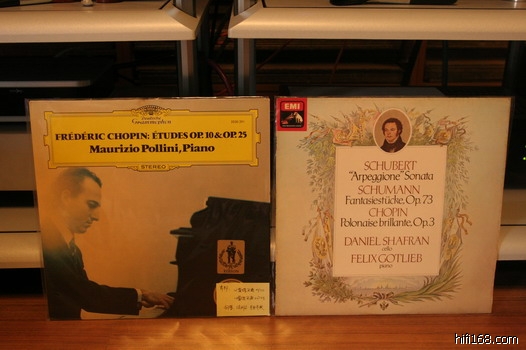 Deutsche
Grammophon
FRÉDÉRIC CHOPIN: ÉTUDES OP. 10 & OP. 25
Maurizio Pollini, Piano
STEREO
EMI
SCHUBERT
"Arpeggione" Sonata
SCHUMANN
Fantasiestücke, Op. 73
CHOPIN
Polonaise brillante, Op. 3
DANIEL SHAFRAN
cello
FELIX GOTLIEB
piano
hifi168.com